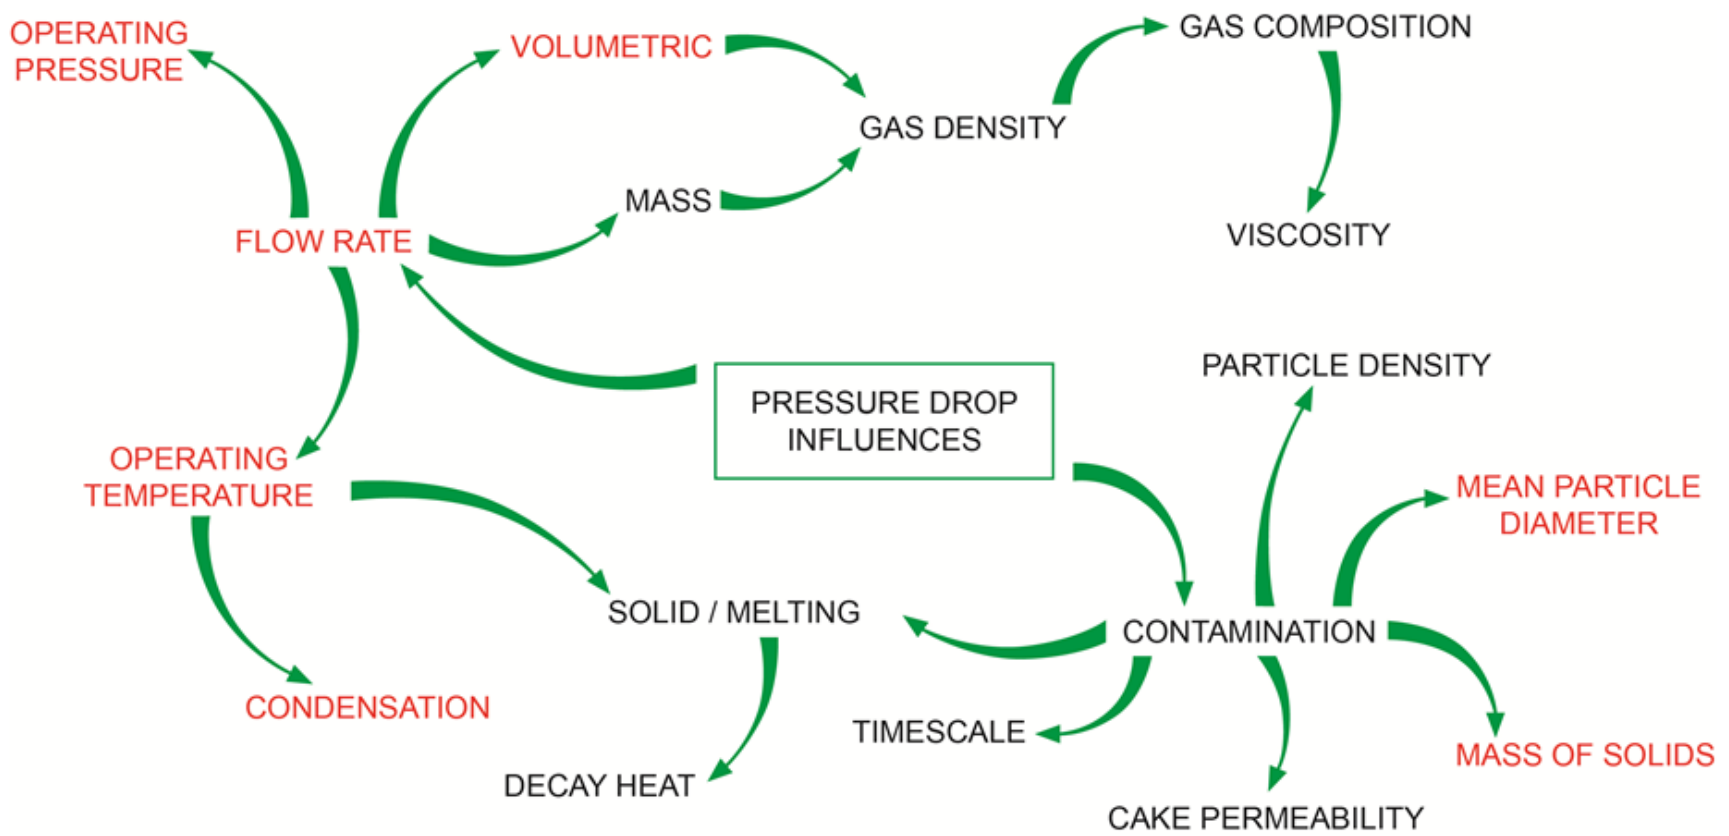 OPERATING
PRESSURE
VOLUMETRIC
GAS COMPOSITION
GAS DENSITY
MASS
FLOW RATE
VISCOSITY
PRESSURE DROP
INFLUENCES
PARTICLE DENSITY
OPERATING
TEMPERATURE
MEAN PARTICLE
DIAMETER
SOLID / MELTING
CONTAMINATION
CONDENSATION
TIMESCALE
MASS OF SOLIDS
DECAY HEAT
CAKE PERMEABILITY